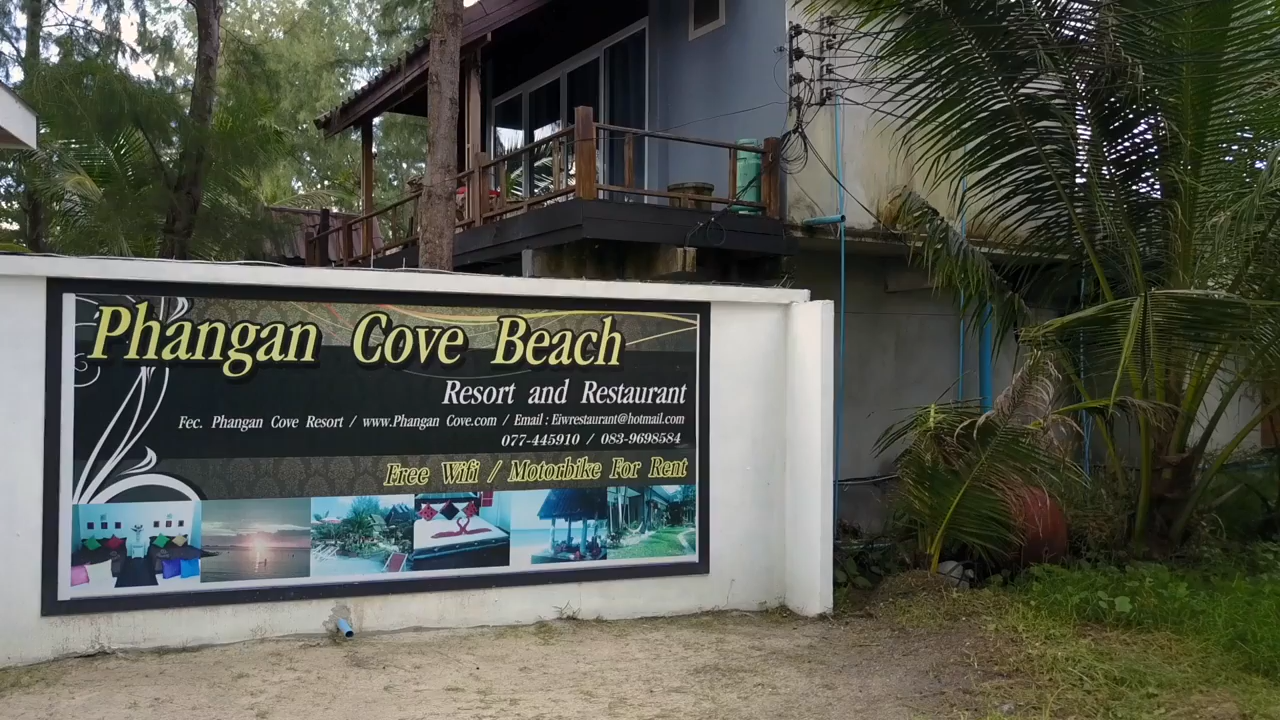 Phangan Cove Beach
Resort and Restaurant
Fec. Phangan Cove Resort / www.Phangan Cove.com / Email : Eiwrestaurant@hotmail.com
077-445910 / 083-9698584
Free Wifi / Motorbike For Rent